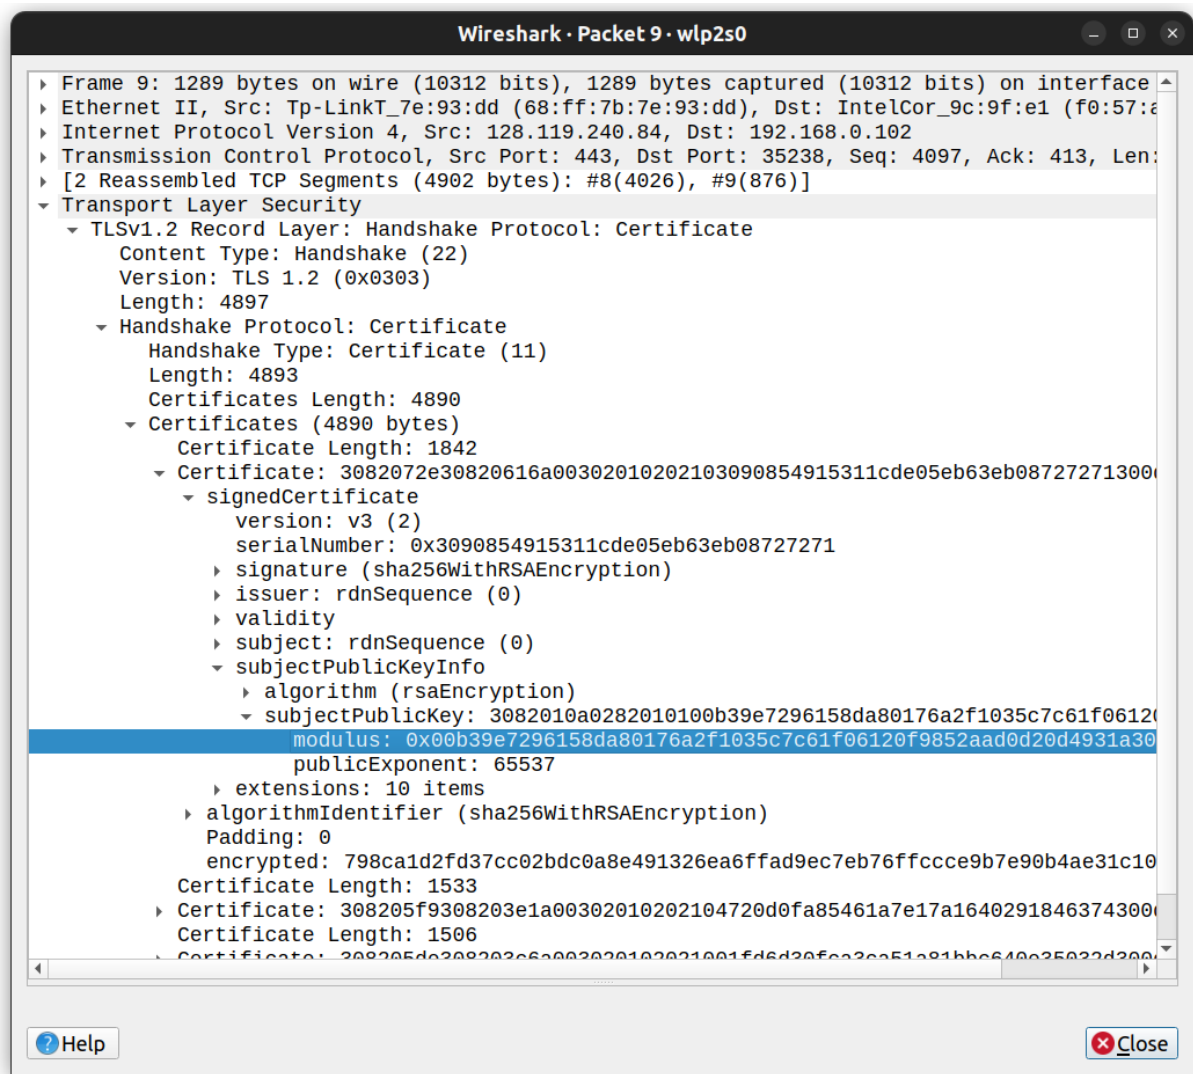 Wireshark · Packet 9 · wlp2s0
Frame 9: 1289 bytes on wire (10312 bits), 1289 bytes captured (10312 bits) on interface
Ethernet II, Src: Tp-LinkT_7e:93:dd (68:ff:7b:7e:93:dd), Dst: IntelCor_9c:9f:e1 (f0:57:a
Internet Protocol Version 4, Src: 128.119.240.84, Dst: 192.168.0.102
Transmission Control Protocol, Src Port: 443, Dst Port: 35238, Seq: 4097, Ack: 413, Len:
[2 Reassembled TCP Segments (4902 bytes): #8(4026), #9(876)]
Transport Layer Security
TLSv1.2 Record Layer: Handshake Protocol: Certificate
Content Type: Handshake (22)
Version: TLS 1.2 (0x0303)
Length: 4897
Handshake Protocol: Certificate
Handshake Type: Certificate (11)
Length: 4893
Certificates Length: 4890
Certificates (4890 bytes)
Certificate Length: 1842
Certificate: 3082072e30820616a00302010202103090854915311cde05eb63eb087272713006
signedCertificate
version: v3 (2)
serialNumber: 0x3090854915311cde05eb63eb08727271
signature (sha256WithRSAEncryption)
issuer: rdnSequence (0)
validity
subject: rdnSequence (0)
subjectPublicKeyInfo
algorithm (rsaEncryption)
subjectPublicKey: 3082010a0282010100b39e7296158da80176a2f1035c7c61f06120
modulus: 0x00b39e7296158da80176a2f1035c7c61f06120f9852aad0d20d4931a30
publicExponent: 65537
extensions: 10 items
algorithmIdentifier (sha256WithRSAEncryption)
Padding: 0
encrypted: 798ca1d2fd37cc02bdc0a8e491326ea6ffad9ec7eb76ffccce9b7e90b4ae31c10
Certificate Length: 1533
Certificate: 308205f9308203e1a00302010202104720d0fa85461a7e17a1640291846374300
Certificate Length: 1506
Certificate:
Help
Close